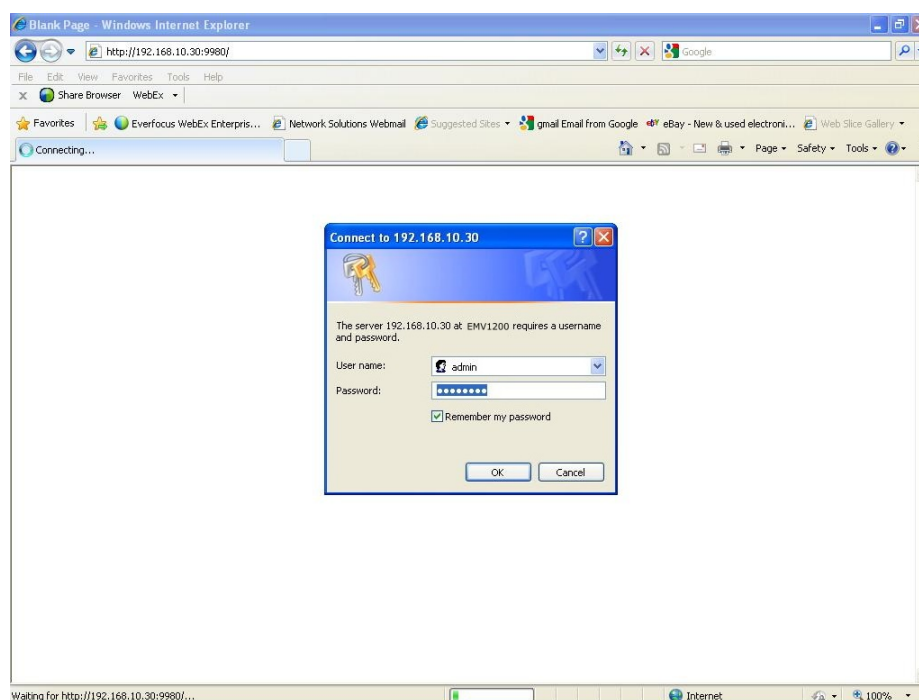 Blank Page - Windows Internet Explorer
http://192.168.10.30:9980/
Google
File Edit View Favorites Tools Help
x Share Browser WebEx
Favorites Everfocus WebEx Enterpris... Network Solutions Webmail Suggested Sites gmail Email from Google eBay - New & used electroni... Web Slice Gallery
Connecting...
Page Safety Tools
Connect to 192.168.10.30
The server 192.168.10.30 at EMV1200 requires a username
and password.
User name: admin
Password: ••••••••
Remember my password
OK Cancel
Waiting for http://192.168.10.30:9980/... Internet 100%